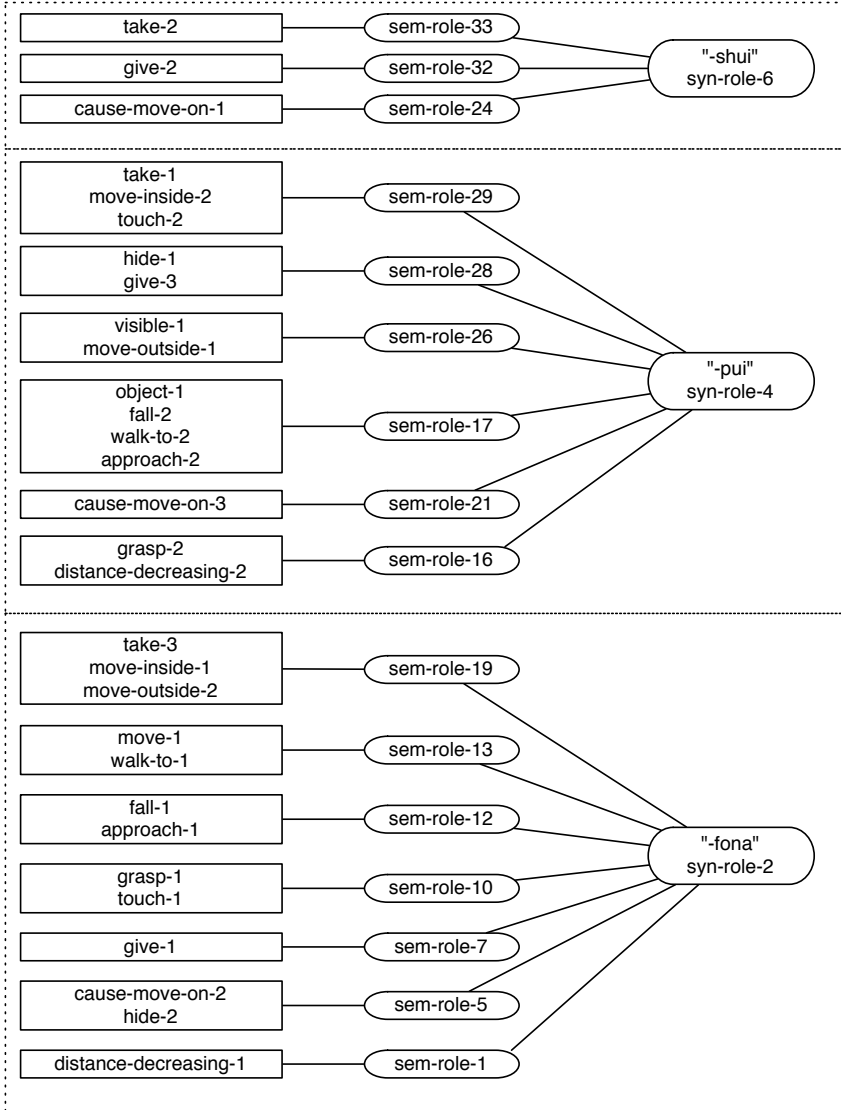 take-2
sem-role-33
give-2
sem-role-32
cause-move-on-1
sem-role-24
"-shui"
syn-role-6
take-1
move-inside-2
touch-2
sem-role-29
hide-1
give-3
sem-role-28
visible-1
move-outside-1
sem-role-26
object-1
fall-2
walk-to-2
approach-2
sem-role-17
cause-move-on-3
sem-role-21
grasp-2
distance-decreasing-2
sem-role-16
"-pui"
syn-role-4
take-3
move-inside-1
move-outside-2
sem-role-19
move-1
walk-to-1
sem-role-13
fall-1
approach-1
sem-role-12
grasp-1
touch-1
sem-role-10
give-1
sem-role-7
cause-move-on-2
hide-2
sem-role-5
distance-decreasing-1
sem-role-1
"-fona"
syn-role-2